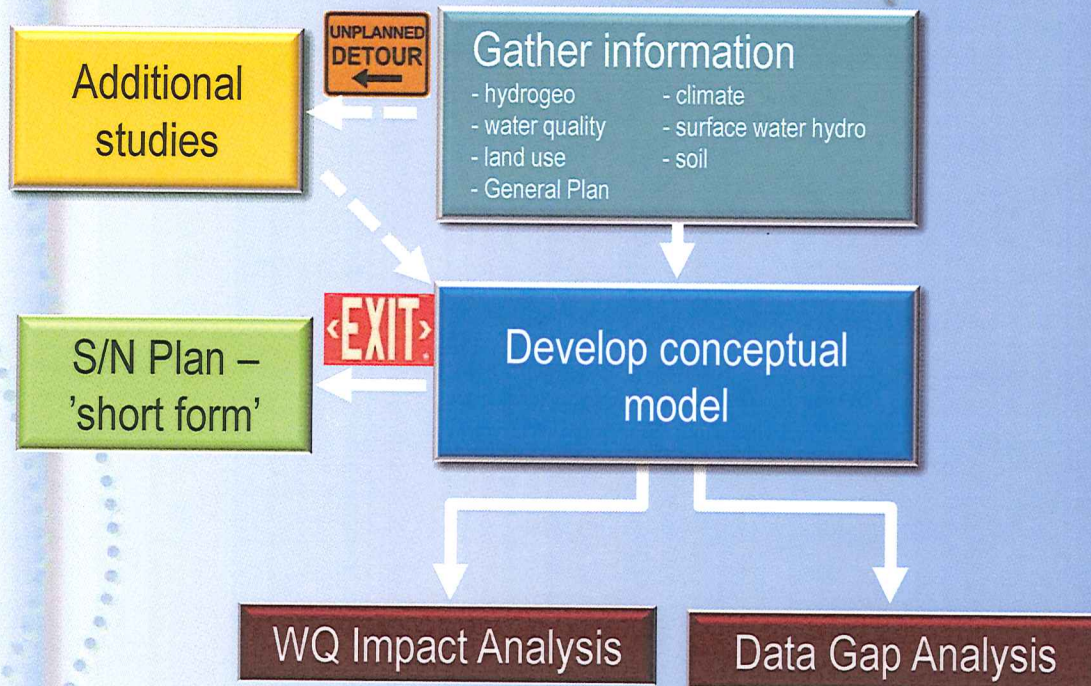 Additional
studies
UNPLANNED
DETOUR
Gather information
- hydrogeo
- water quality
- land use
- General Plan
- climate
- surface water hydro
- soil
S/N Plan –
’short form’
<EXIT>
Develop conceptual
model
WQ Impact Analysis
Data Gap Analysis